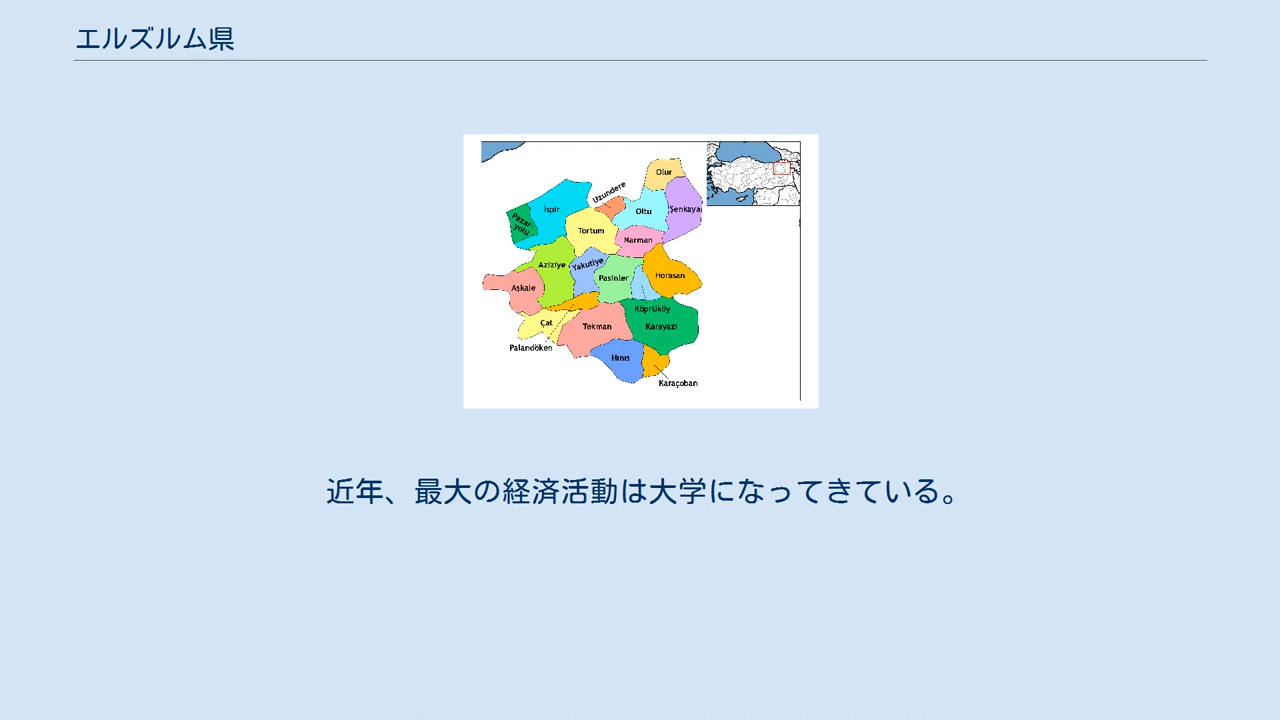 エルズルム県
Olur
Uzundere
İspir
Pazar-
yolu
Oltu
Şenkaya
Tortum
Narman
Aziziye
Yakutiye
Pasinler
Horasan
Aşkale
Köprüköy
Çat
Tekman
Karayazı
Palandöken
Hınıs
Karaçoban
近年、最大の経済活動は大学になってきている。